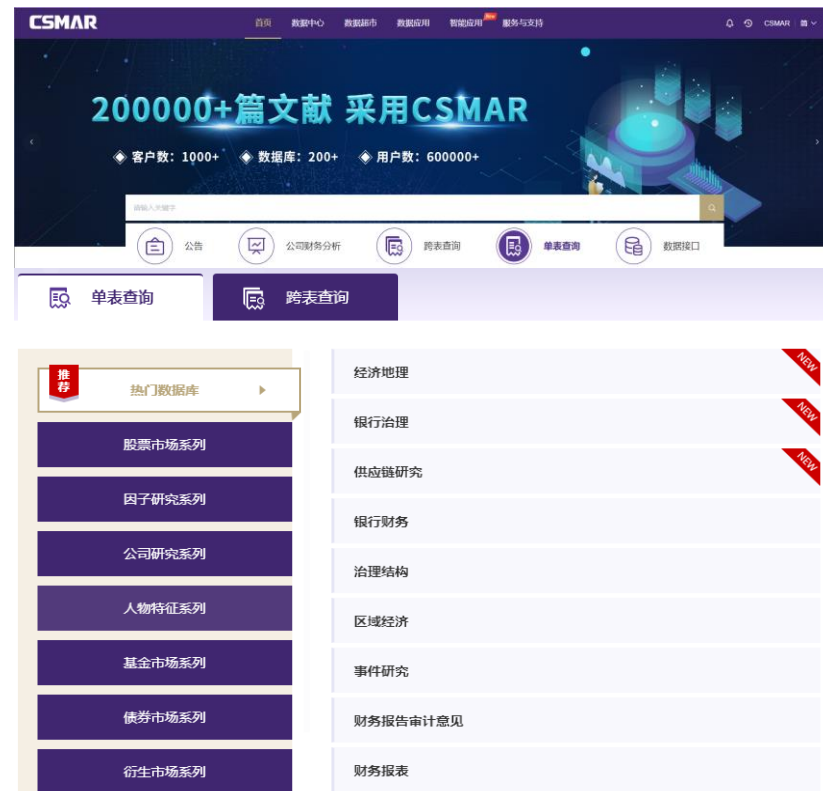 CSMAR 首页 数据中心 数据超市 数据应用 智能应用 New 服务与支持 CSMAR 简
200000+篇文献 采用CSMAR
客户数：1000+ 数据库：200+ 用户数：600000+
请输入关键字
公告 公司财务分析 跨表查询 单表查询 数据接口
单表查询 跨表查询
推荐 热门数据库
股票市场系列
因子研究系列
公司研究系列
人物特征系列
基金市场系列
债券市场系列
衍生市场系列
经济地理 NEW
银行治理 NEW
供应链研究 NEW
银行财务
治理结构
区域经济
事件研究
财务报告审计意见
财务报表